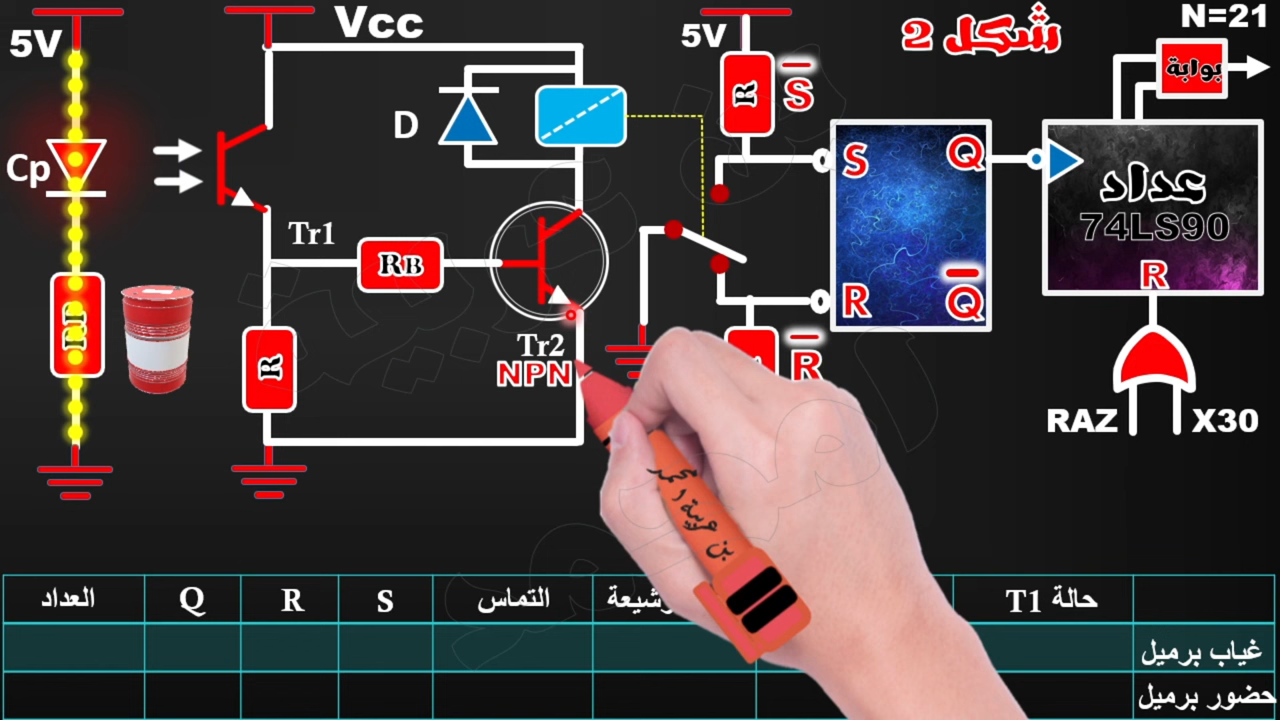 5V
Vcc
5V
شكل 2
N=21
بوابة
R
S
D
Cp
S
Q
عداد
74LS90
Tr1
RB
R
R
Q
R
R
Tr2
NPN
R
RAZ
X30
العداد
Q
R
S
التماس
حالة T1
غياب برميل
حضور برميل